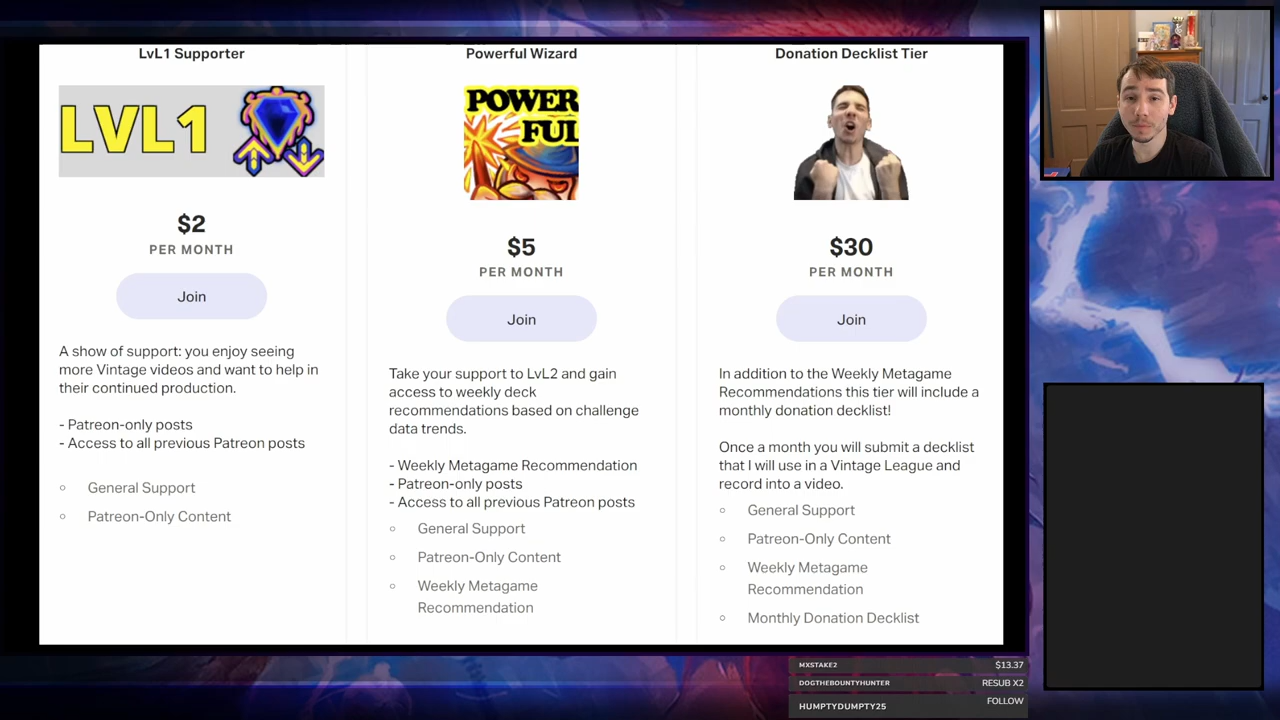 LvL1 Supporter
LVL1
$2
PER MONTH
Join
A show of support: you enjoy seeing
more Vintage videos and want to help in
their continued production.
- Patreon-only posts
- Access to all previous Patreon posts
General Support
Patreon-Only Content
Powerful Wizard
POWER
FUL
$5
PER MONTH
Join
Take your support to LvL2 and gain
access to weekly deck
recommendations based on challenge
data trends.
- Weekly Metagame Recommendation
- Patreon-only posts
- Access to all previous Patreon posts
General Support
Patreon-Only Content
Weekly Metagame
Recommendation
Donation Decklist Tier
$30
PER MONTH
Join
In addition to the Weekly Metagame
Recommendations this tier will include a
monthly donation decklist!
Once a month you will submit a decklist
that I will use in a Vintage League and
record into a video.
General Support
Patreon-Only Content
Weekly Metagame
Recommendation
Monthly Donation Decklist
MXSTAKE2 $13.37
DOGTHEBOUNTYHUNTER RESUB X2
HUMPTYDUMPTY25 FOLLOW